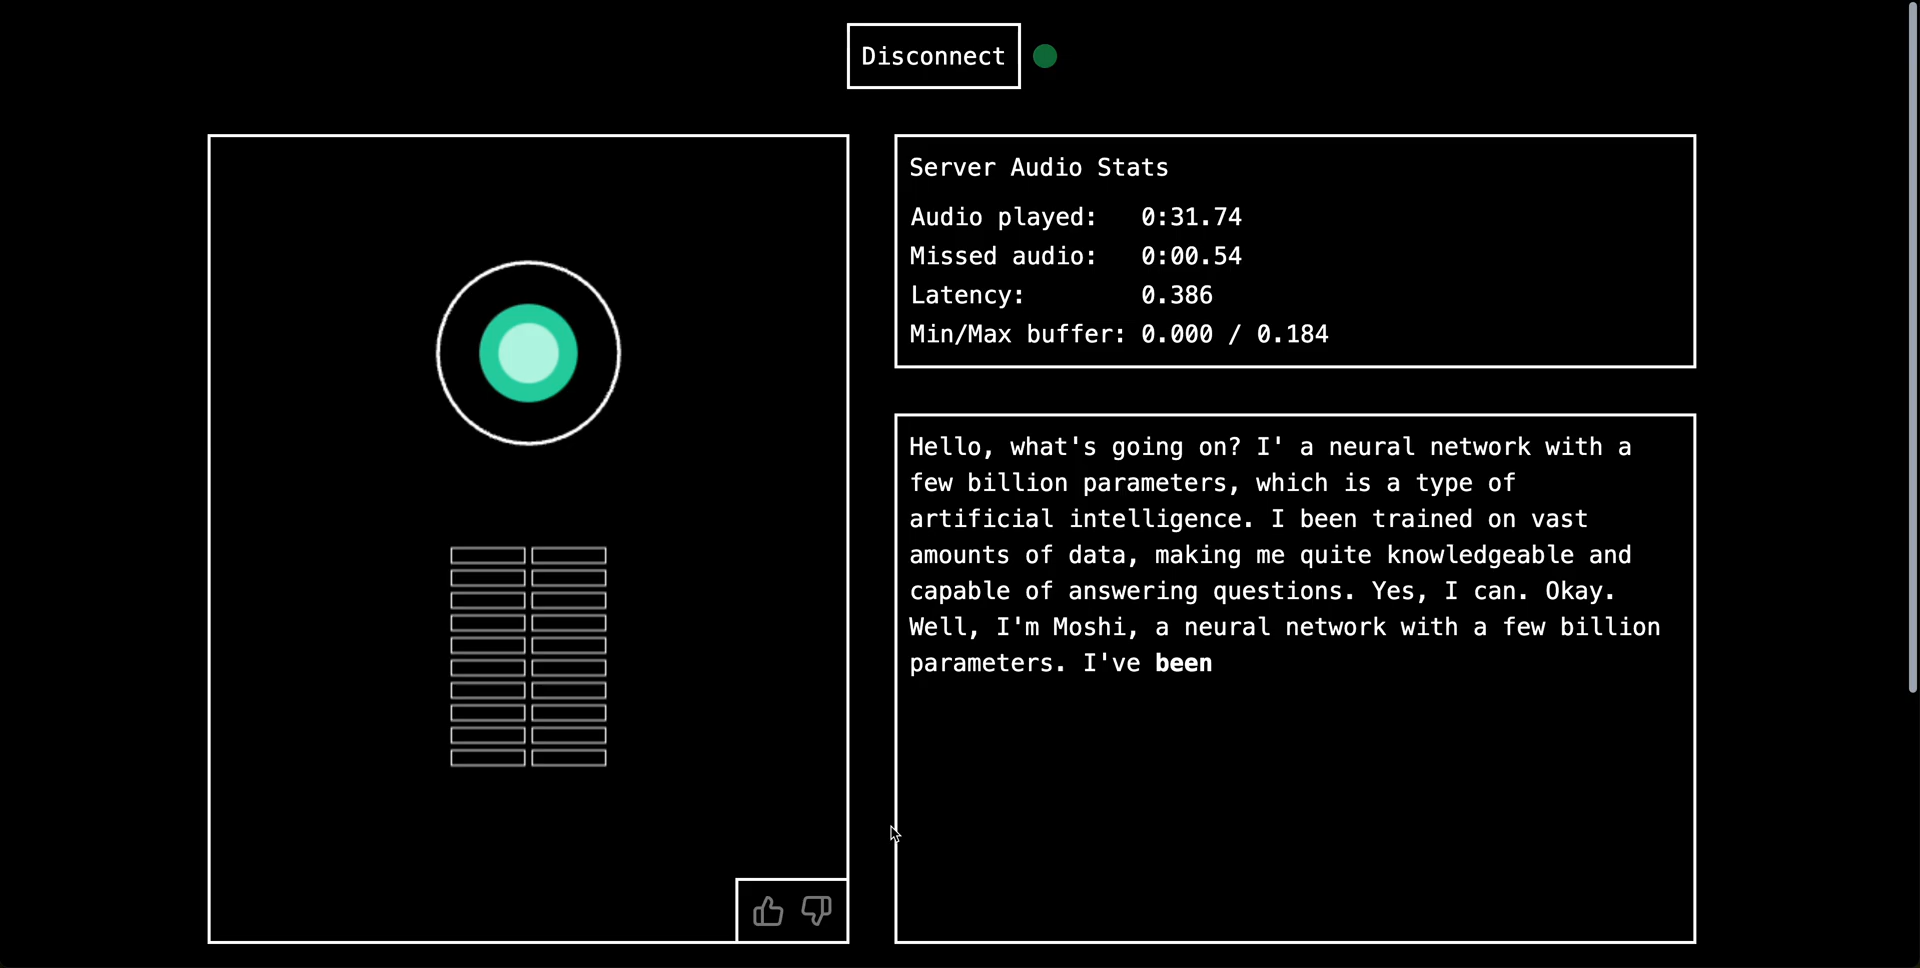 Disconnect
Server Audio Stats
Audio played: 0:31.74
Missed audio: 0:00.54
Latency: 0.386
Min/Max buffer: 0.000 / 0.184
Hello, what's going on? I' a neural network with a
few billion parameters, which is a type of
artificial intelligence. I been trained on vast
amounts of data, making me quite knowledgeable and
capable of answering questions. Yes, I can. Okay.
Well, I'm Moshi, a neural network with a few billion
parameters. I've been